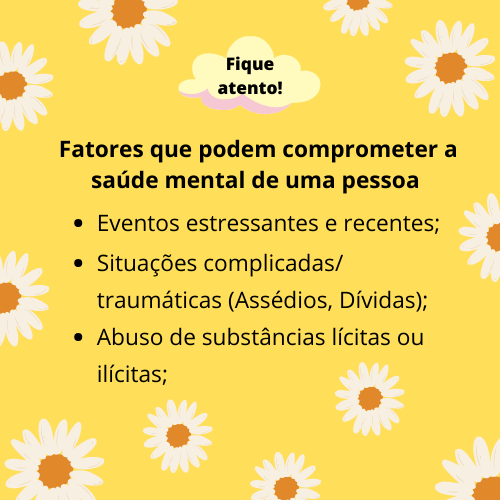 Fique
atento!
Fatores que podem comprometer a
saúde mental de uma pessoa
• Eventos estressantes e recentes;
• Situações complicadas/
traumáticas (Assédios, Dívidas);
• Abuso de substâncias lícitas ou
ilícitas;